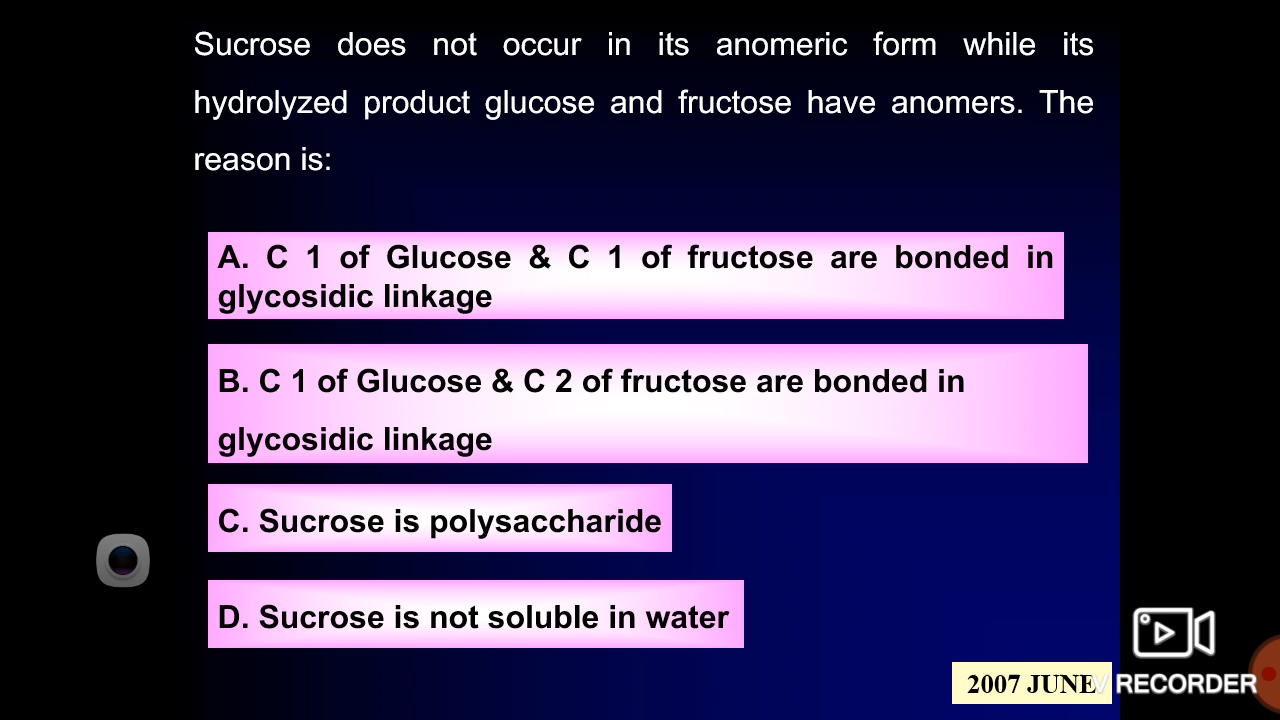 Sucrose does not occur in its anomeric form while its
hydrolyzed product glucose and fructose have anomers. The
reason is:
A. C 1 of Glucose & C 1 of fructose are bonded in
glycosidic linkage
B. C 1 of Glucose & C 2 of fructose are bonded in
glycosidic linkage
C. Sucrose is polysaccharide
D. Sucrose is not soluble in water
2007 JUNE
V RECORDER